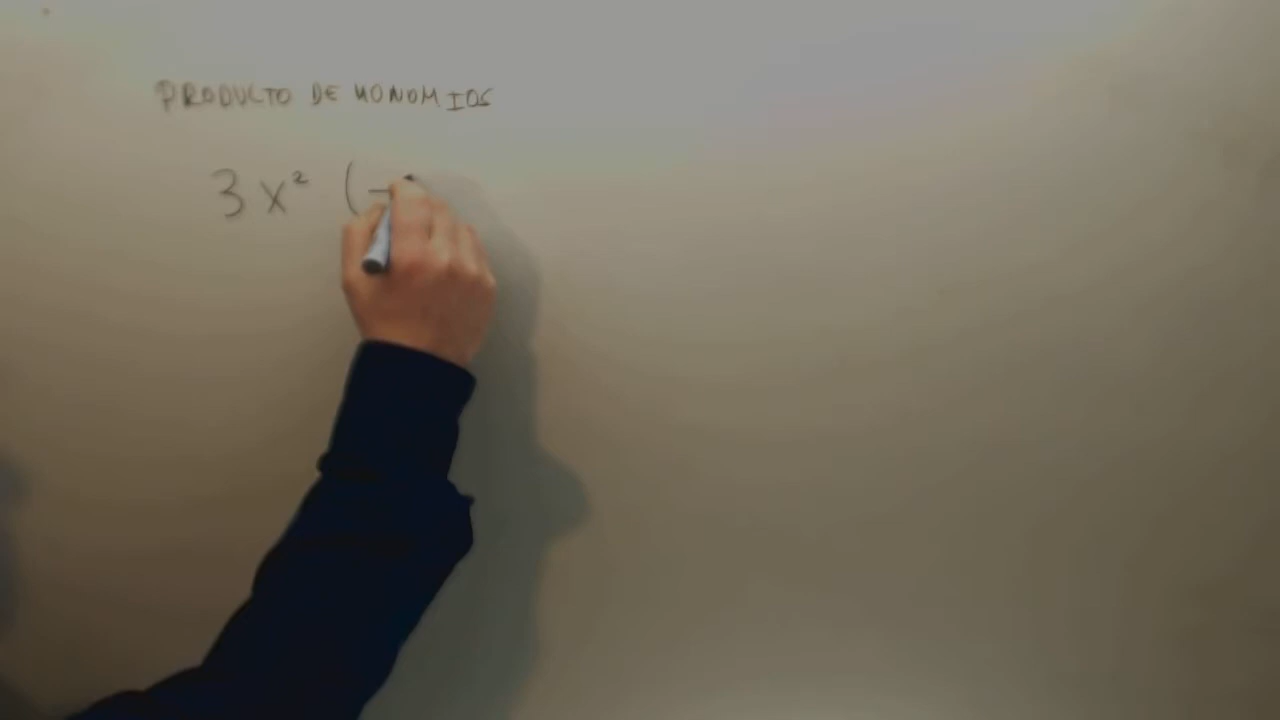 PRODUCTO DE MONOMIOS
3x² (-